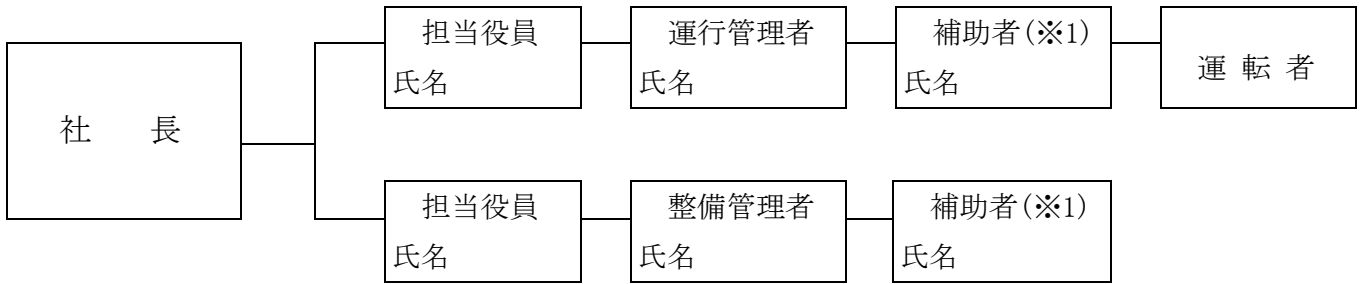 社　長
担当役員
氏名
運行管理者
氏名
補助者(※1)
氏名
運 転 者
担当役員
氏名
整備管理者
氏名
補助者(※1)
氏名